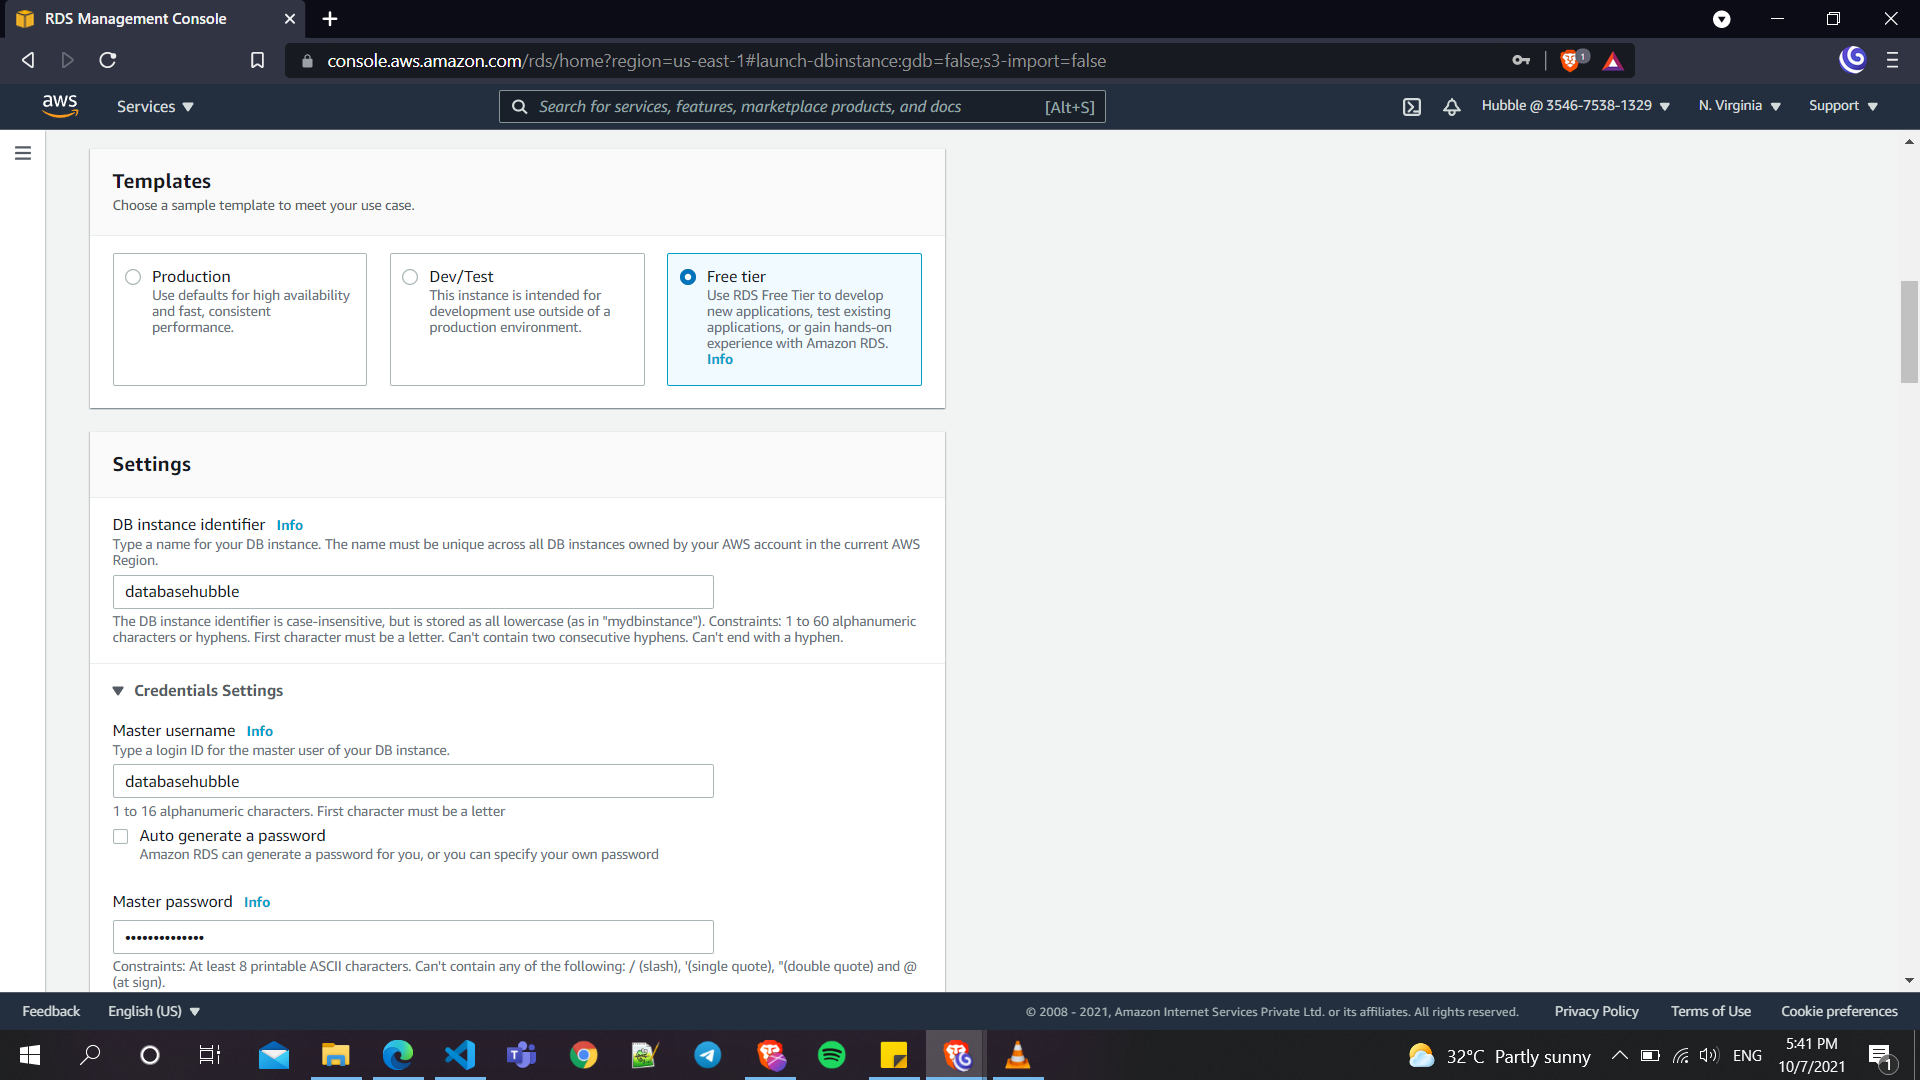 RDS Management Console
console.aws.amazon.com/rds/home?region=us-east-1#launch-dbinstance:gdb=false;s3-import=false
1
aws
Services
Search for services, features, marketplace products, and docs
[Alt+S]
Hubble @ 3546-7538-1329
N. Virginia
Support
Templates
Choose a sample template to meet your use case.
Production
Use defaults for high availability
and fast, consistent
performance.
Dev/Test
This instance is intended for
development use outside of a
production environment.
Free tier
Use RDS Free Tier to develop
new applications, test existing
applications, or gain hands-on
experience with Amazon RDS.
Info
Settings
DB instance identifier Info
Type a name for your DB instance. The name must be unique across all DB instances owned by your AWS account in the current AWS
Region.
databasehubble
The DB instance identifier is case-insensitive, but is stored as all lowercase (as in "mydbinstance"). Constraints: 1 to 60 alphanumeric
characters or hyphens. First character must be a letter. Can't contain two consecutive hyphens. Can't end with a hyphen.
Credentials Settings
Master username Info
Type a login ID for the master user of your DB instance.
databasehubble
1 to 16 alphanumeric characters. First character must be a letter
Auto generate a password
Amazon RDS can generate a password for you, or you can specify your own password
Master password Info
••••••••••••••
Constraints: At least 8 printable ASCII characters. Can't contain any of the following: / (slash), '(single quote), "(double quote) and @
(at sign).
Feedback
English (US)
© 2008 - 2021, Amazon Internet Services Private Ltd. or its affiliates. All rights reserved.
Privacy Policy
Terms of Use
Cookie preferences
32°C Partly sunny
ENG
5:41 PM
10/7/2021
1